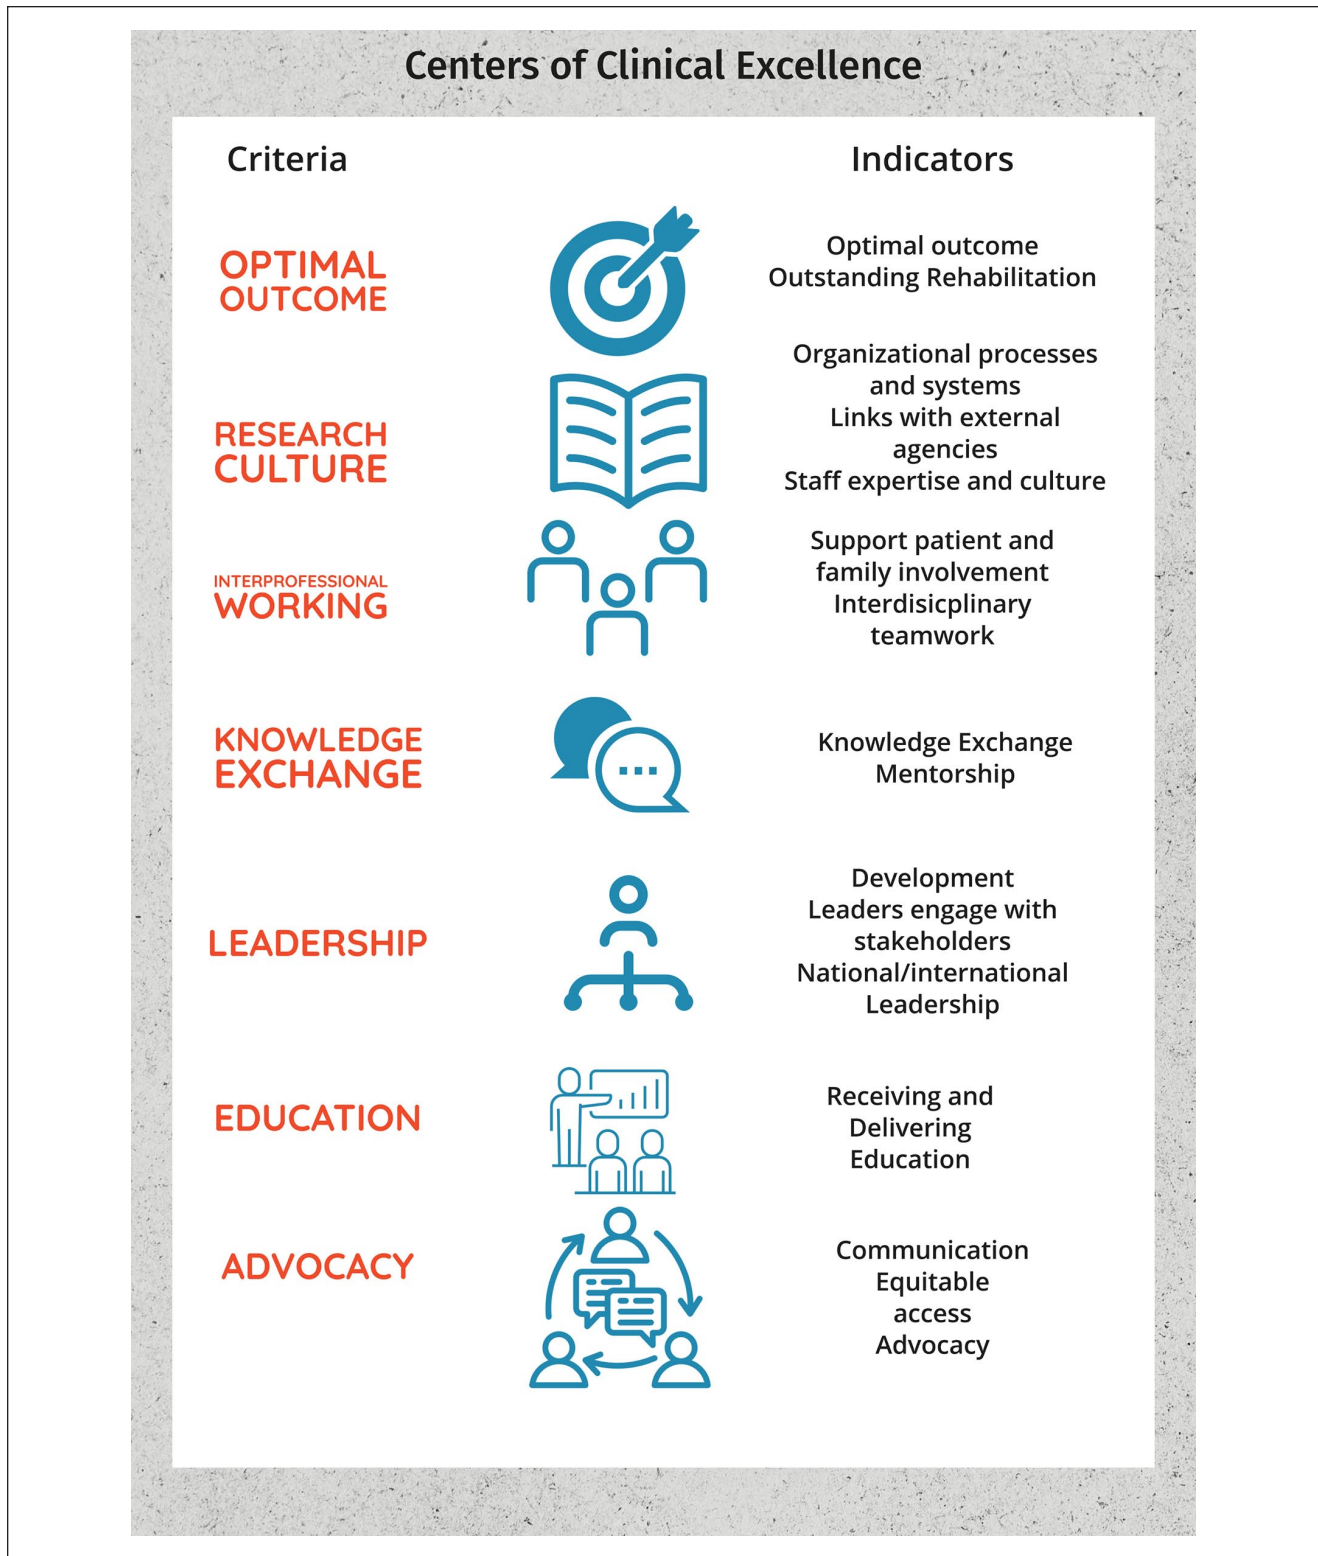 Centers of Clinical Excellence
Criteria
Indicators
OPTIMAL
OUTCOME
Optimal outcome
Outstanding Rehabilitation
RESEARCH
CULTURE
Organizational processes
and systems
Links with external
agencies
Staff expertise and culture
INTERPROFESSIONAL
WORKING
Support patient and
family involvement
Interdisicplinary
teamwork
KNOWLEDGE
EXCHANGE
Knowledge Exchange
Mentorship
LEADERSHIP
Development
Leaders engage with
stakeholders
National/international
Leadership
EDUCATION
Receiving and
Delivering
Education
ADVOCACY
Communication
Equitable
access
Advocacy